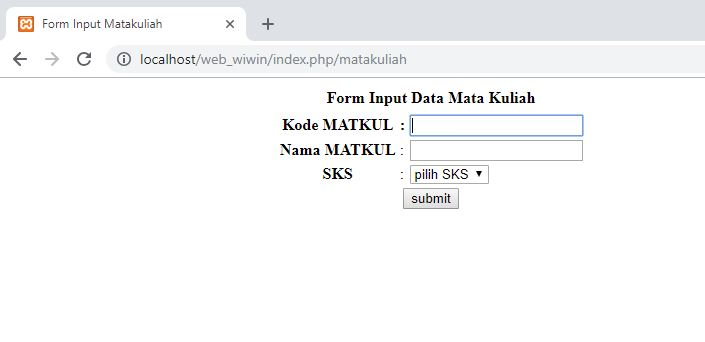 Form Input Matakuliah
localhost/web_wiwin/index.php/matakuliah
Form Input Data Mata Kuliah
Kode MATKUL :
Nama MATKUL :
SKS : pilih SKS
submit